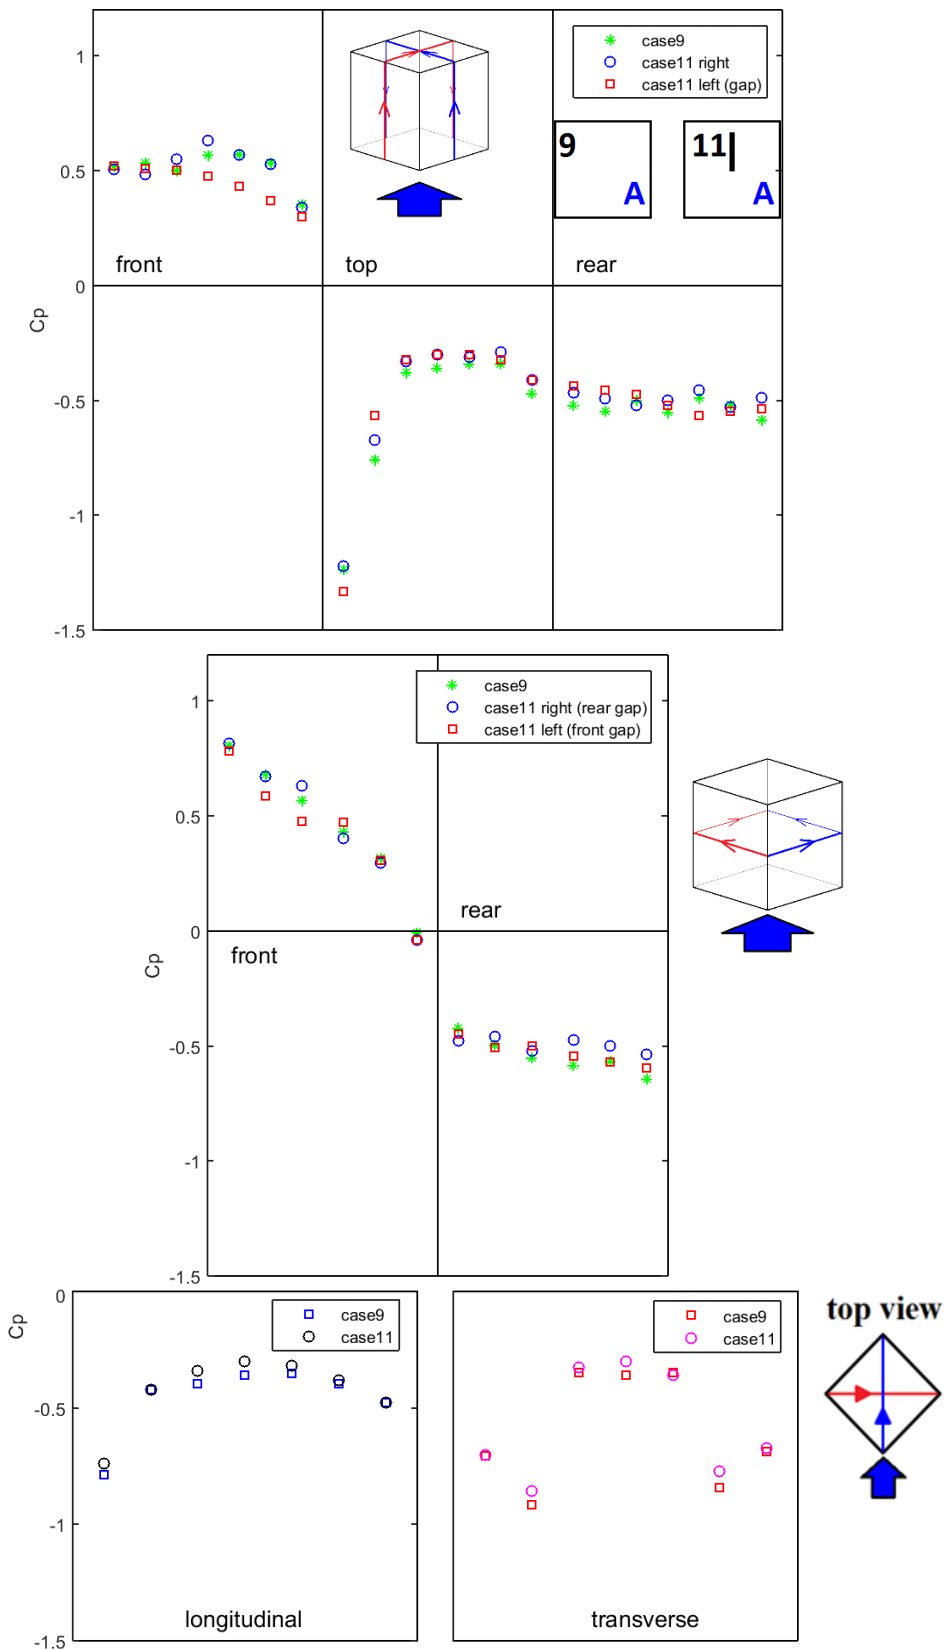 1
case9
case11 right
case11 left (gap)
9
11
A
A
0.5
front
top
rear
0
Cp
-0.5
-1
-1.5
case9
case11 right (rear gap)
case11 left (front gap)
1
0.5
rear
0
front
Cp
-0.5
-1
-1.5
0
Cp
case9
case11
case9
case11
top view
-0.5
-1
longitudinal
transverse
-1.5